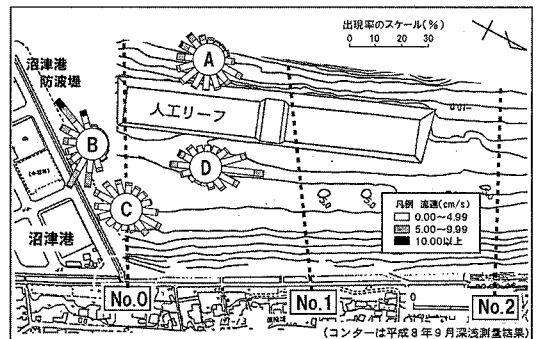 出現率のスケール(%)
0 10 20 30
沼津港
防波堤
A
人工リーフ
B
D
C
凡例 流速(cm/s)
0.00~4.99
5.00~9.99
10.00以上
沼津港
No.0
No.1
No.2
(コンターは平成8年9月深浅測量結果)